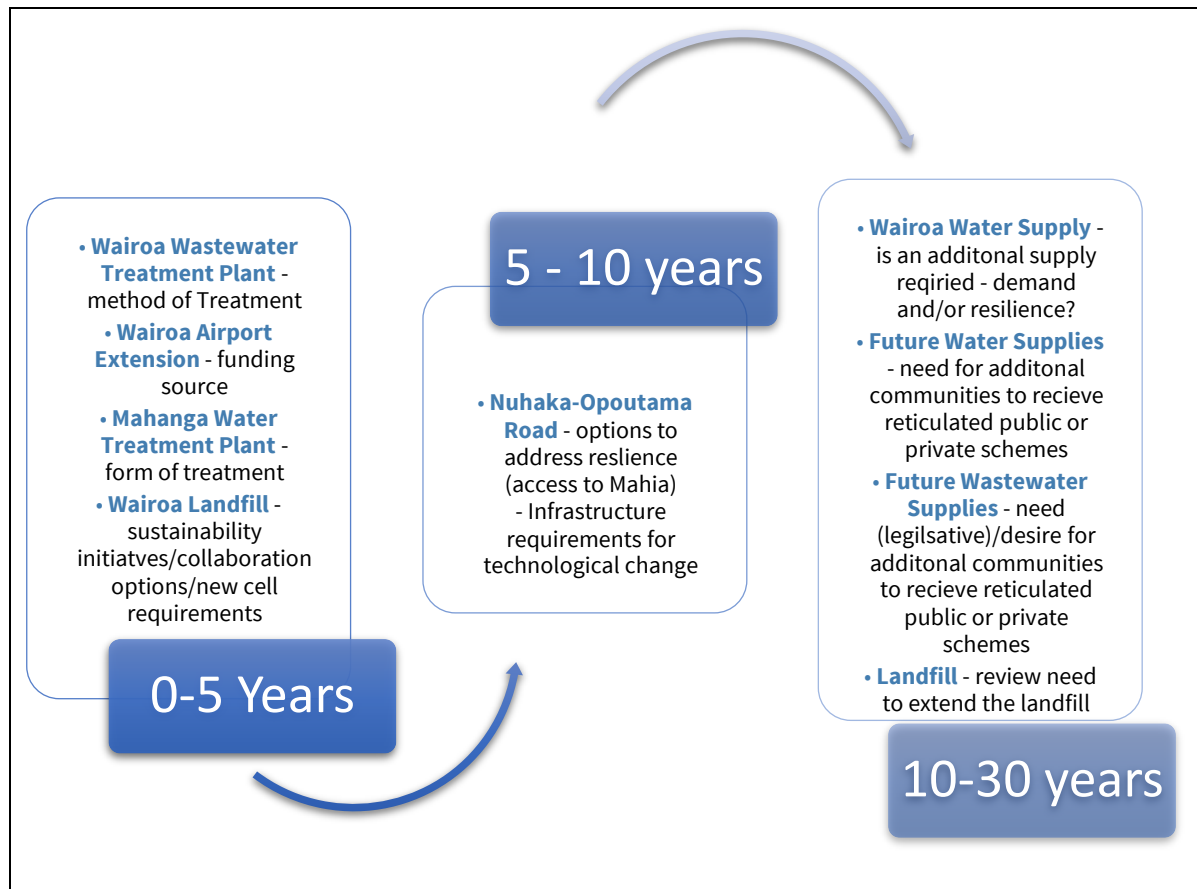 • Wairoa Wastewater
Treatment Plant -
method of Treatment
• Wairoa Airport
Extension - funding
source
• Mahanga Water
Treatment Plant -
form of treatment
• Wairoa Landfill -
sustainability
initiatves/collaboration
options/new cell
requirements
0-5 Years
5 - 10 years
• Nuhaka-Opoutama
Road - options to
address reslience
(access to Mahia)
- Infrastructure
requirements for
technological change
• Wairoa Water Supply -
is an additonal supply
reqiried - demand
and/or resilience?
• Future Water Supplies
- need for additonal
communities to recieve
reticulated public or
private schemes
• Future Wastewater
Supplies - need
(legilsative)/desire for
additonal communities
to recieve reticulated
public or private
schemes
• Landfill - review need
to extend the landfill
10-30 years